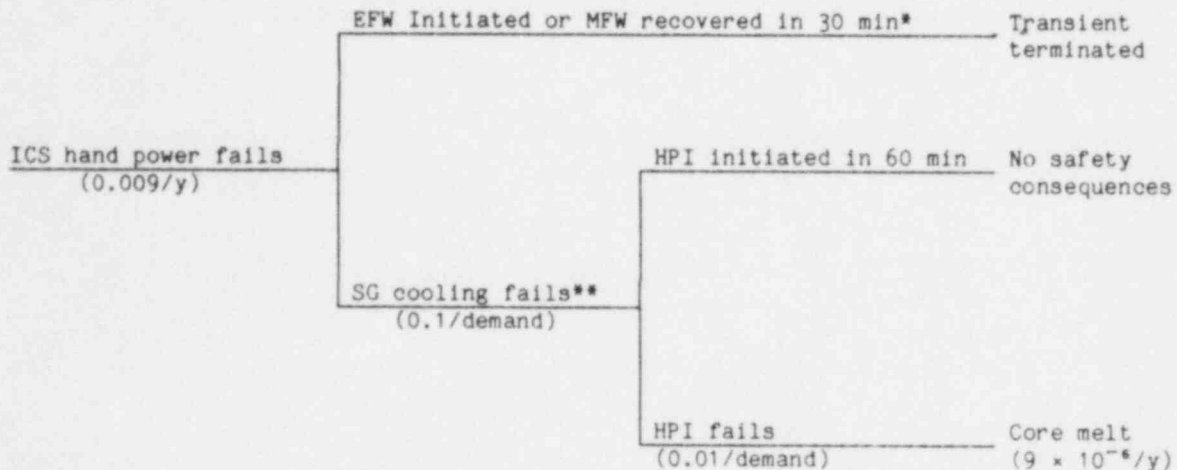 EFW Initiated or MFW recovered in 30 min*
Transient
terminated
ICS hand power fails
(0.009/y)
HPI initiated in 60 min
No safety
consequences
SG cooling fails**
(0.1/demand)
HPI fails
(0.01/demand)
Core melt
(9 × 10⁻⁶/y)